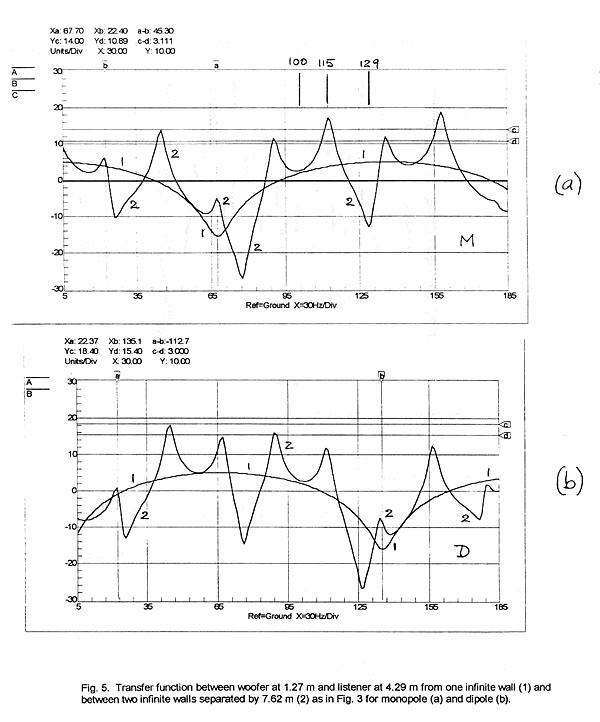 Xa: 67.70 Xb: 22.40 a-b: 45.30
Yc: 14.00 Yd: 10.89 c-d: 3.111
Units/Div X: 30.00 Y: 10.00
b a
100 115 129
A
B
C
30
20
10
0
-10
-20
-30
c
d
1 2 1
2 2 1 2 2
M
(a)
5 35 65 95 125 155 185
Ref=Ground X=30Hz/Div
Xa: 22.37 Xb: 135.1 a-b:-112.7
Yc: 18.40 Yd: 15.40 c-d: 3.000
Units/Div X: 30.00 Y: 10.00
a b
A
B
30
20
10
0
-10
-20
-30
c
d
1 1 2 1
2 2 1 2
D
(b)
5 35 65 95 125 155 185
Ref=Ground X=30Hz/Div
Fig. 5. Transfer function between woofer at 1.27 m and listener at 4.29 m from one infinite wall (1) and
between two infinite walls separated by 7.62 m (2) as in Fig. 3 for monopole (a) and dipole (b).